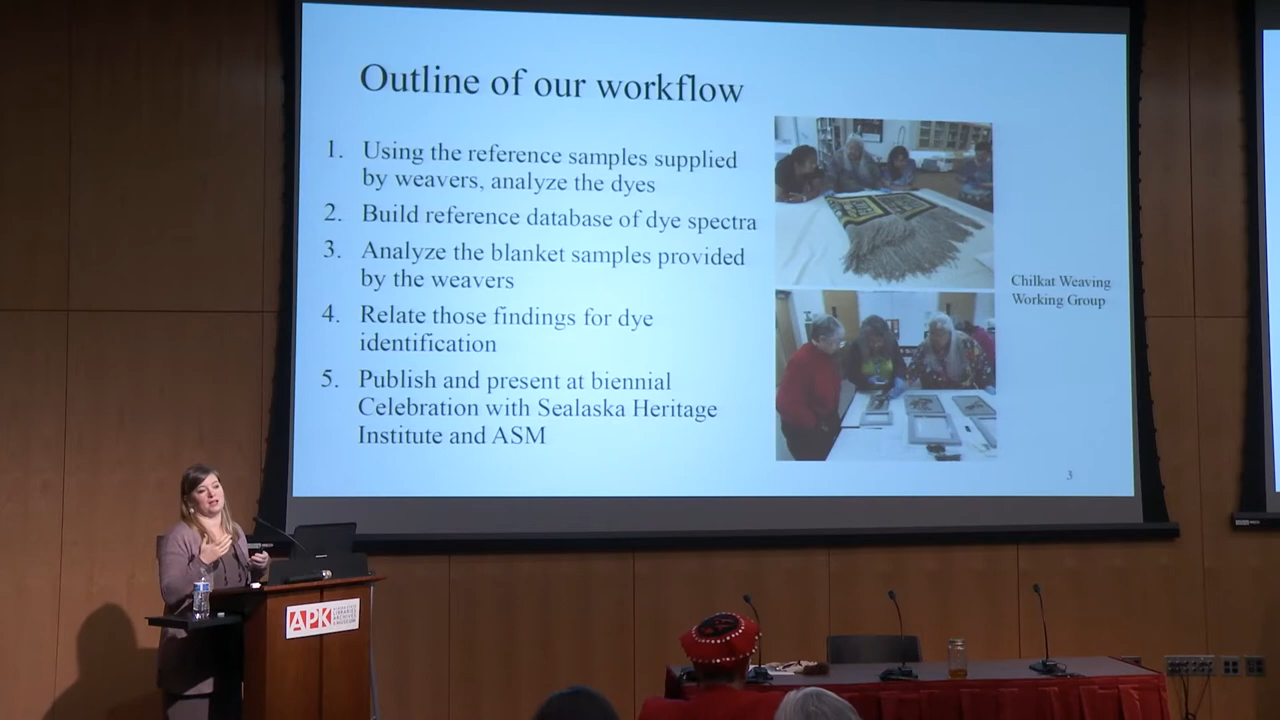 Outline of our workflow
1. Using the reference samples supplied
by weavers, analyze the dyes
2. Build reference database of dye spectra
3. Analyze the blanket samples provided
by the weavers
4. Relate those findings for dye
identification
5. Publish and present at biennial
Celebration with Sealaska Heritage
Institute and ASM
Chilkat Weaving
Working Group
3
APK
LIBRARIES
ARCHIVES
& MUSEUM